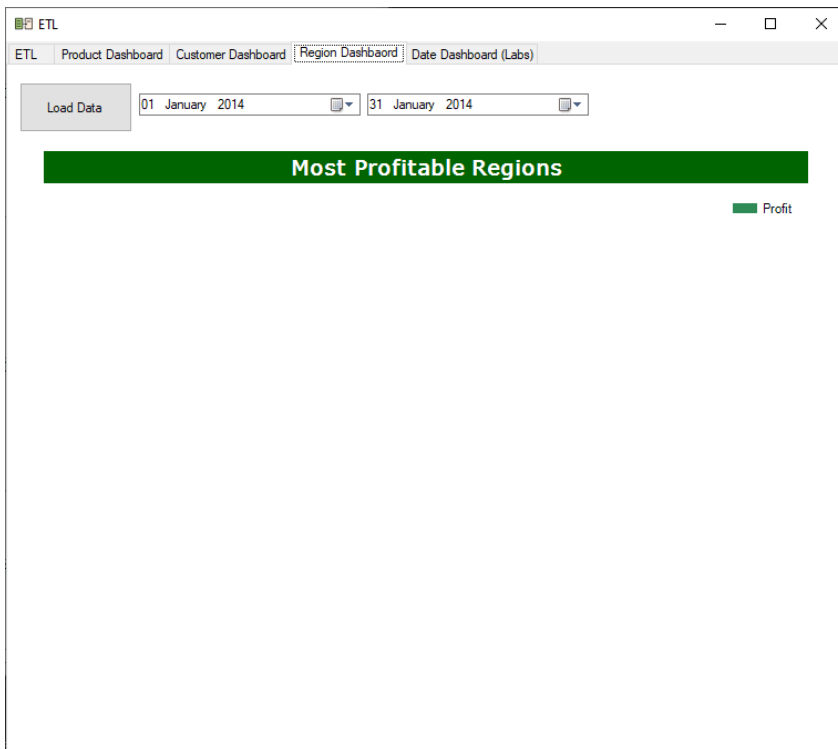 ETL
ETL Product Dashboard Customer Dashboard Region Dashbaord Date Dashboard (Labs)
Load Data 01 January 2014 31 January 2014
Most Profitable Regions
Profit